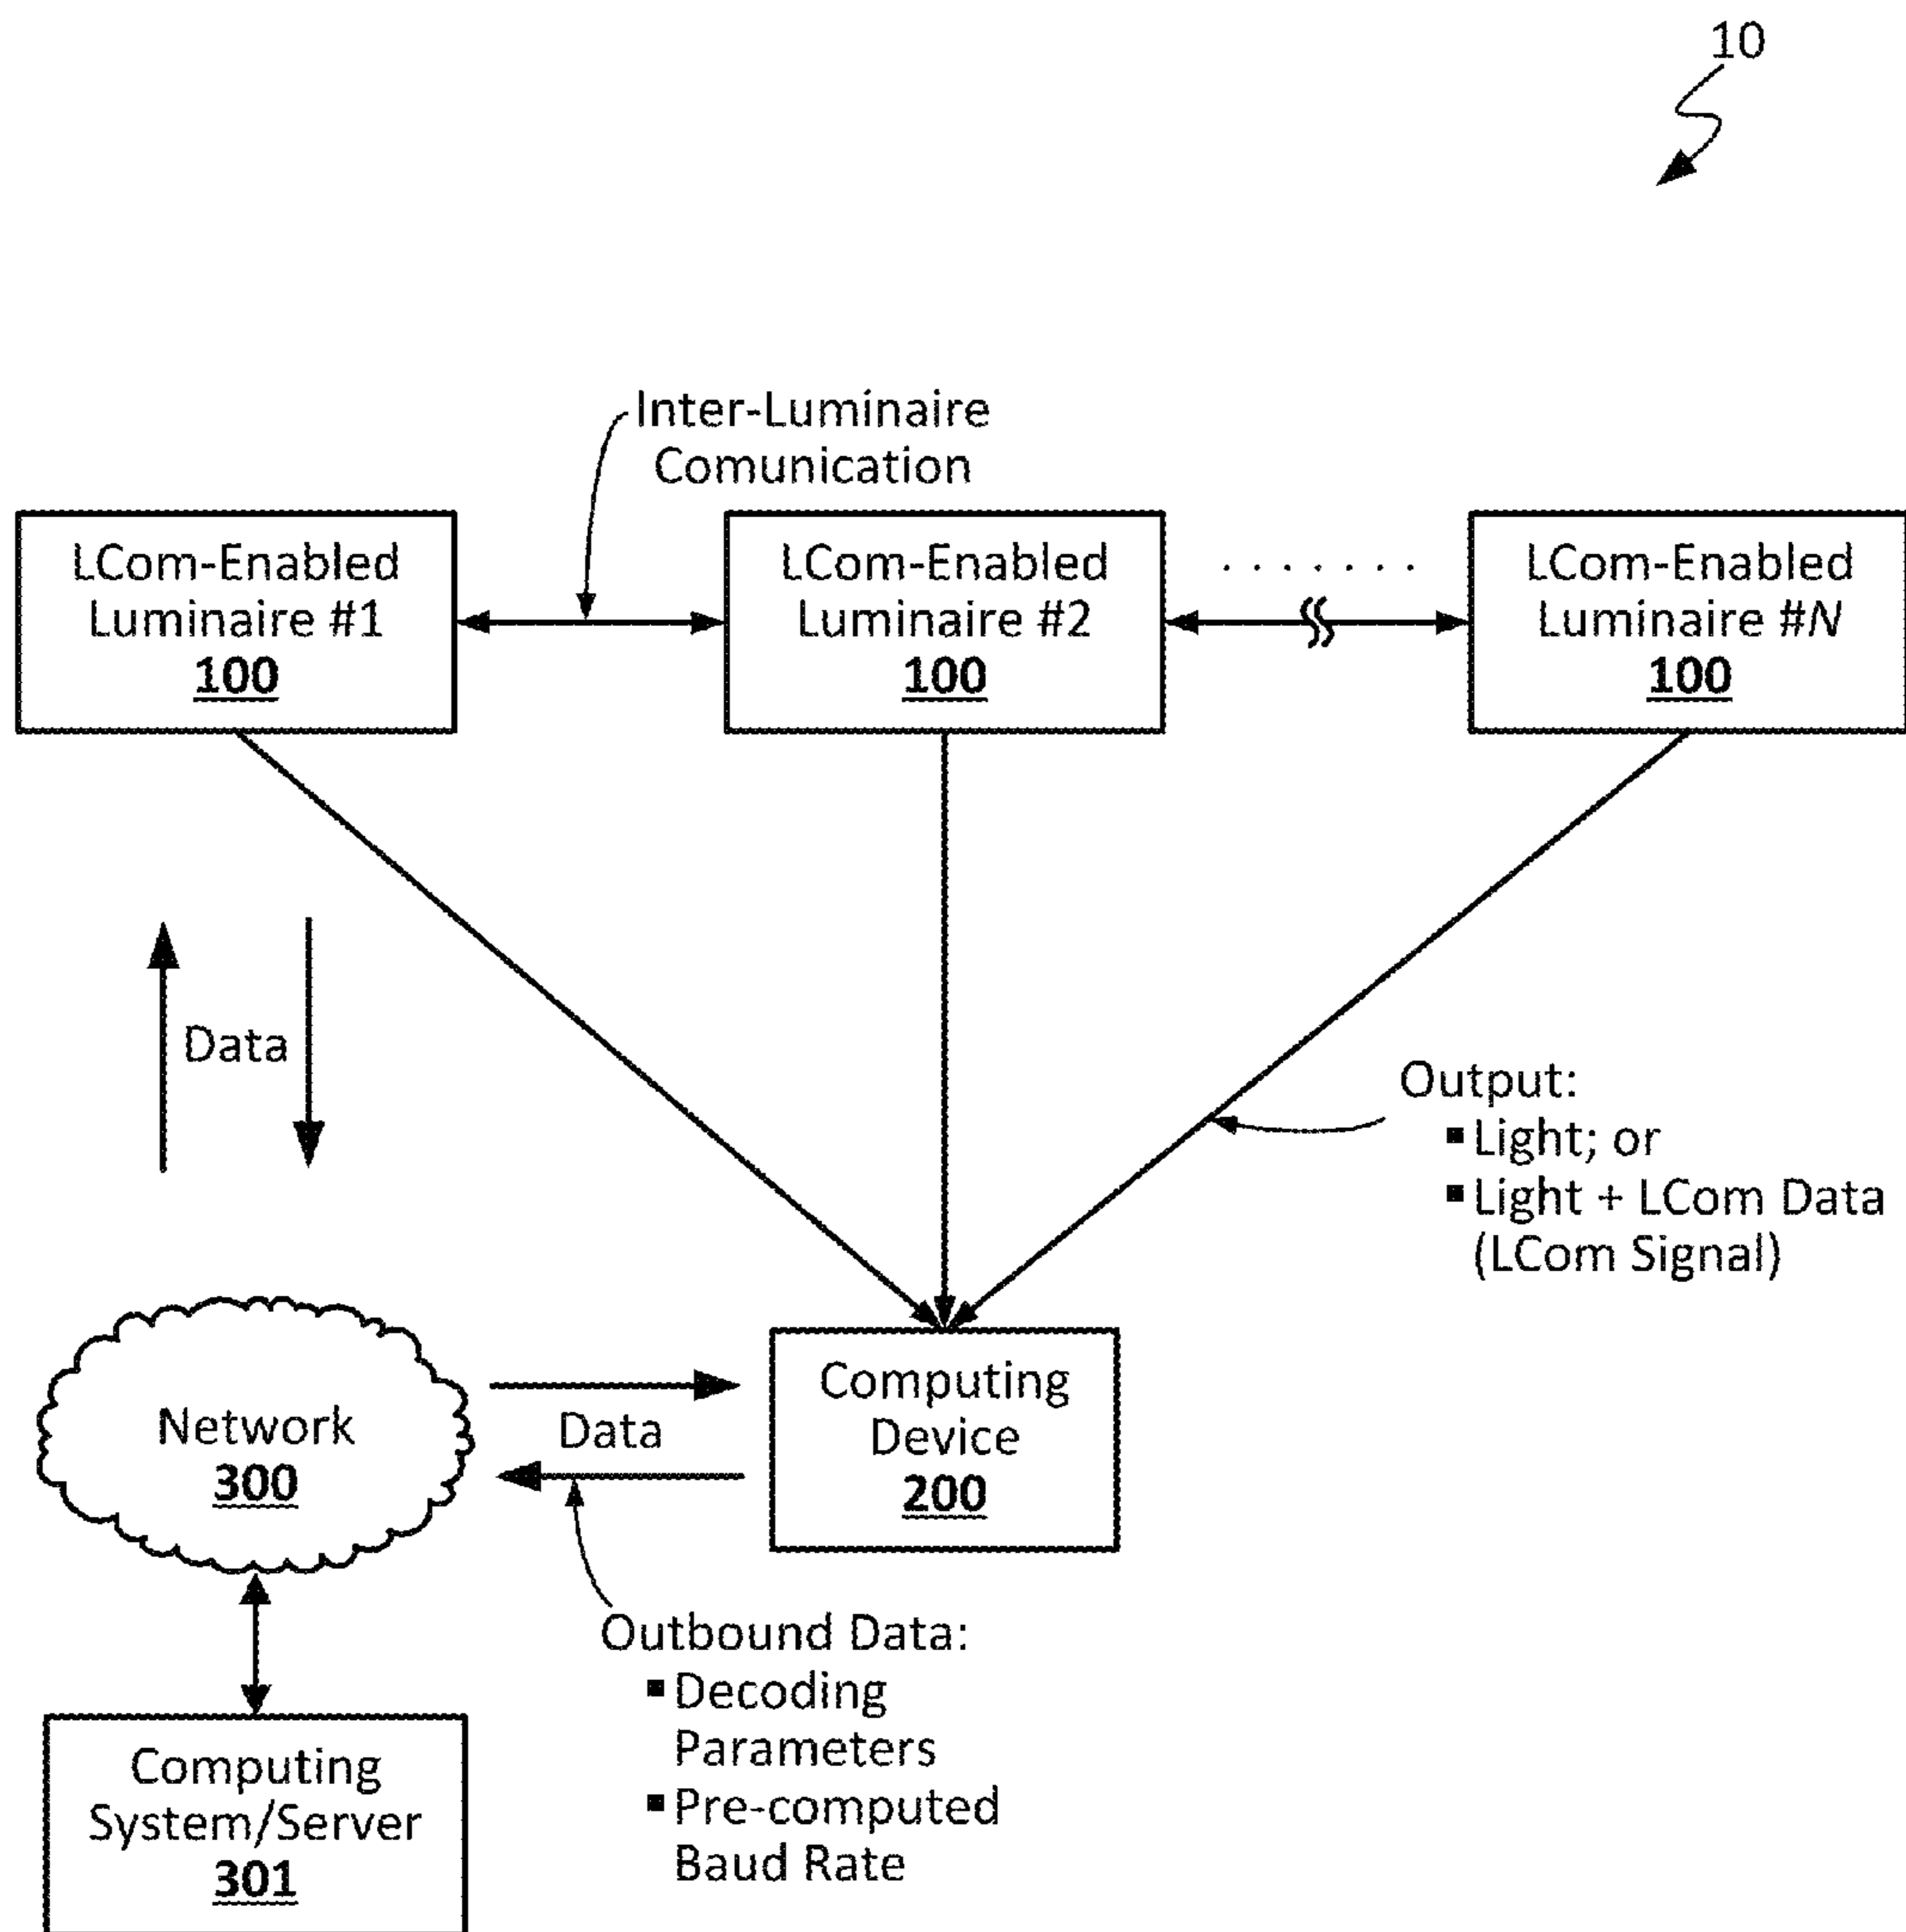 10
Inter-Luminaire
Comunication
LCom-Enabled
Luminaire #1
100
LCom-Enabled
Luminaire #2
100
. . . . . . .
LCom-Enabled
Luminaire #N
100
Data
Output:
▪ Light; or
▪ Light + LCom Data
(LCom Signal)
Network
300
Data
Computing
Device
200
Outbound Data:
▪ Decoding
Parameters
▪ Pre-computed
Baud Rate
Computing
System/Server
301